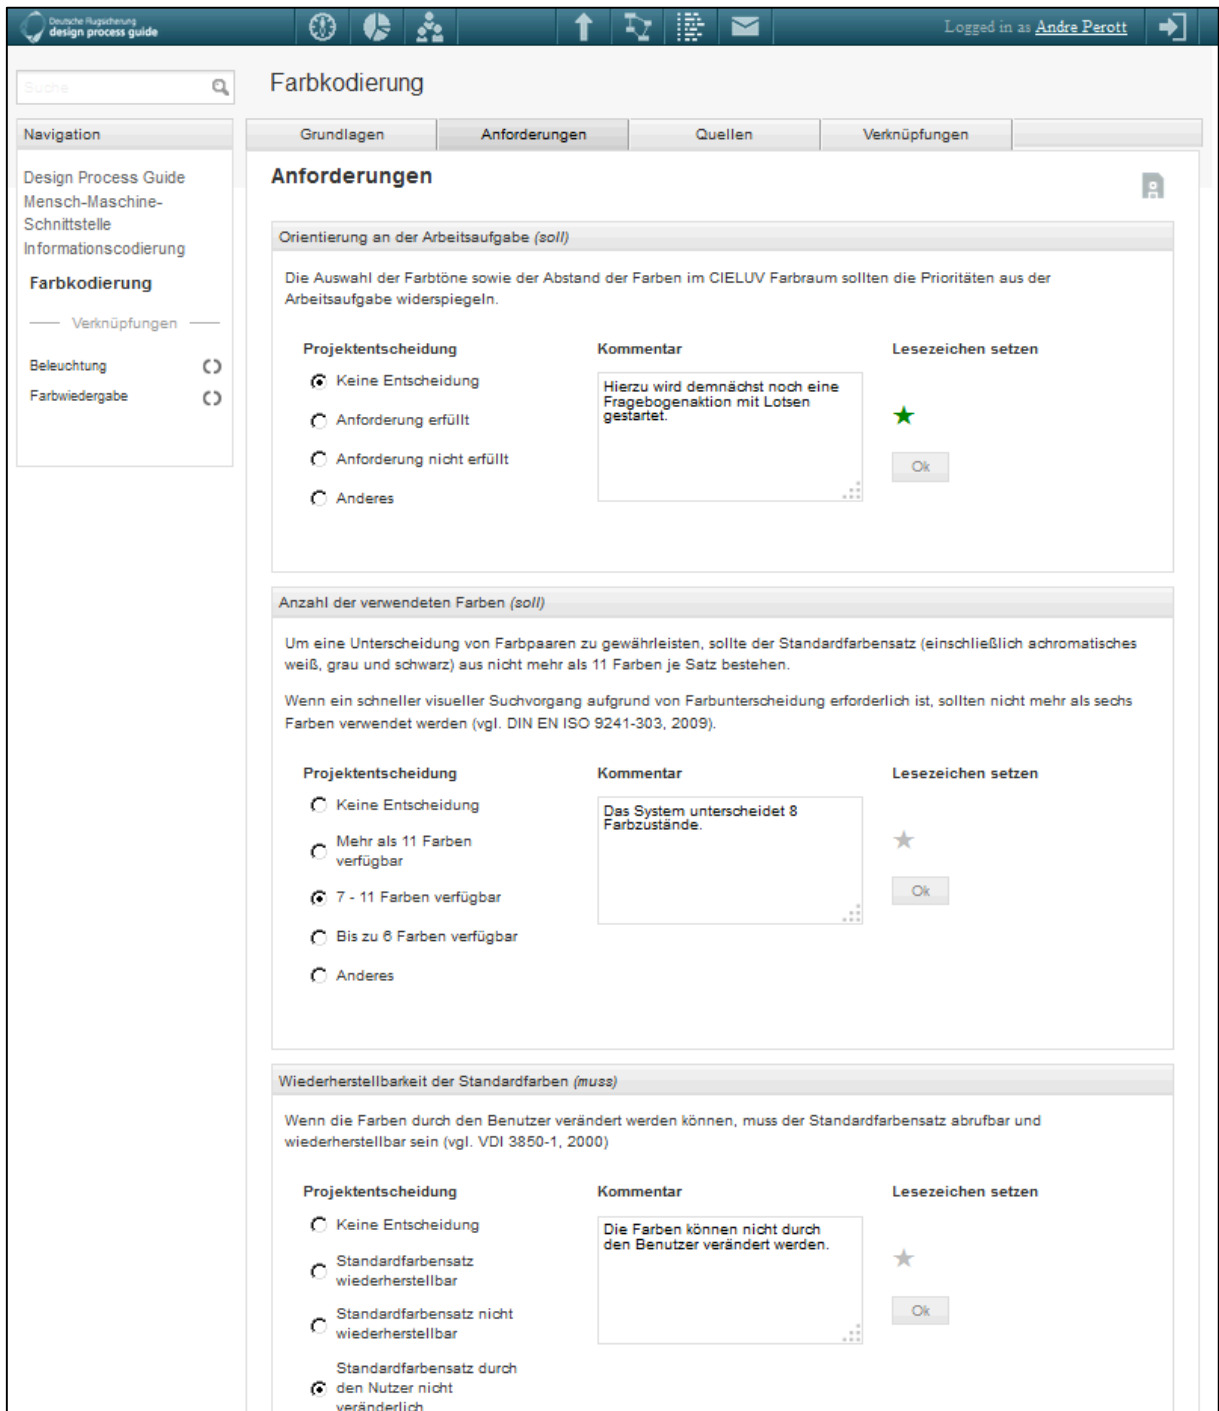 Deutsche Flugsicherung
design process guide
Logged in as Andre Perott
Suche
Farbkodierung
Navigation
Grundlagen
Anforderungen
Quellen
Verknüpfungen
Design Process Guide
Mensch-Maschine-
Schnittstelle
Informationscodierung
Farbkodierung
Verknüpfungen
Beleuchtung
Farbwiedergabe
Anforderungen
Orientierung an der Arbeitsaufgabe (soll)
Die Auswahl der Farbtöne sowie der Abstand der Farben im CIELUV Farbraum sollten die Prioritäten aus der
Arbeitsaufgabe widerspiegeln.
Projektentscheidung
Keine Entscheidung
Anforderung erfüllt
Anforderung nicht erfüllt
Anderes
Kommentar
Hierzu wird demnächst noch eine
Fragebogenaktion mit Lotsen
gestartet.
Lesezeichen setzen
Ok
Anzahl der verwendeten Farben (soll)
Um eine Unterscheidung von Farbpaaren zu gewährleisten, sollte der Standardfarbensatz (einschließlich achromatisches
weiß, grau und schwarz) aus nicht mehr als 11 Farben je Satz bestehen.
Wenn ein schneller visueller Suchvorgang aufgrund von Farbunterscheidung erforderlich ist, sollten nicht mehr als sechs
Farben verwendet werden (vgl. DIN EN ISO 9241-303, 2009).
Projektentscheidung
Keine Entscheidung
Mehr als 11 Farben
verfügbar
7 - 11 Farben verfügbar
Bis zu 6 Farben verfügbar
Anderes
Kommentar
Das System unterscheidet 8
Farbzustände.
Lesezeichen setzen
Ok
Wiederherstellbarkeit der Standardfarben (muss)
Wenn die Farben durch den Benutzer verändert werden können, muss der Standardfarbensatz abrufbar und
wiederherstellbar sein (vgl. VDI 3850-1, 2000)
Projektentscheidung
Keine Entscheidung
Standardfarbensatz
wiederherstellbar
Standardfarbensatz nicht
wiederherstellbar
Standardfarbensatz durch
den Nutzer nicht
veränderlich
Kommentar
Die Farben können nicht durch
den Benutzer verändert werden.
Lesezeichen setzen
Ok